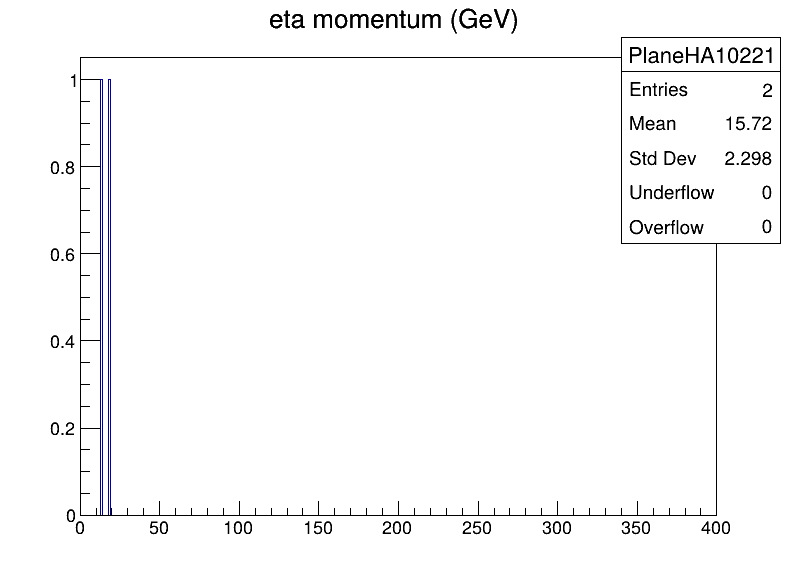 eta momentum (GeV)
PlaneHA10221
Entries 2
Mean 15.72
Std Dev 2.298
Underflow 0
Overflow 0
1
0.8
0.6
0.4
0.2
0
0 50 100 150 200 250 300 350 400